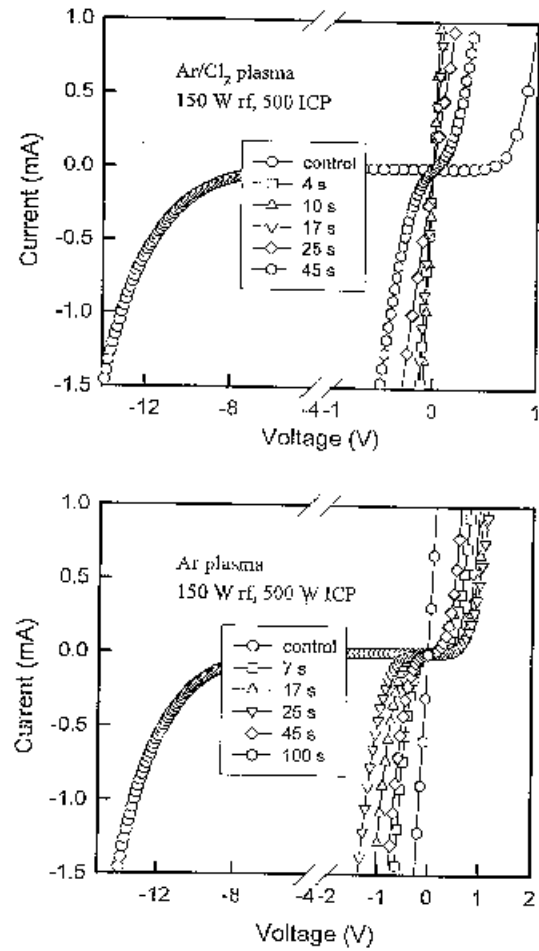 1.0
0.5
0.0
-0.5
-1.0
-1.5
Current (mA)
Ar/Cl₂ plasma
150 W rf, 500 ICP
control
4 s
10 s
17 s
25 s
45 s
-12 -8 -4 -1 0 1
Voltage (V)
1.0
0.5
0.0
-0.5
-1.0
-1.5
Current (mA)
Ar plasma
150 W rf, 500 W ICP
control
7 s
17 s
25 s
45 s
100 s
-12 -8 -4 -2 -1 0 1 2
Voltage (V)